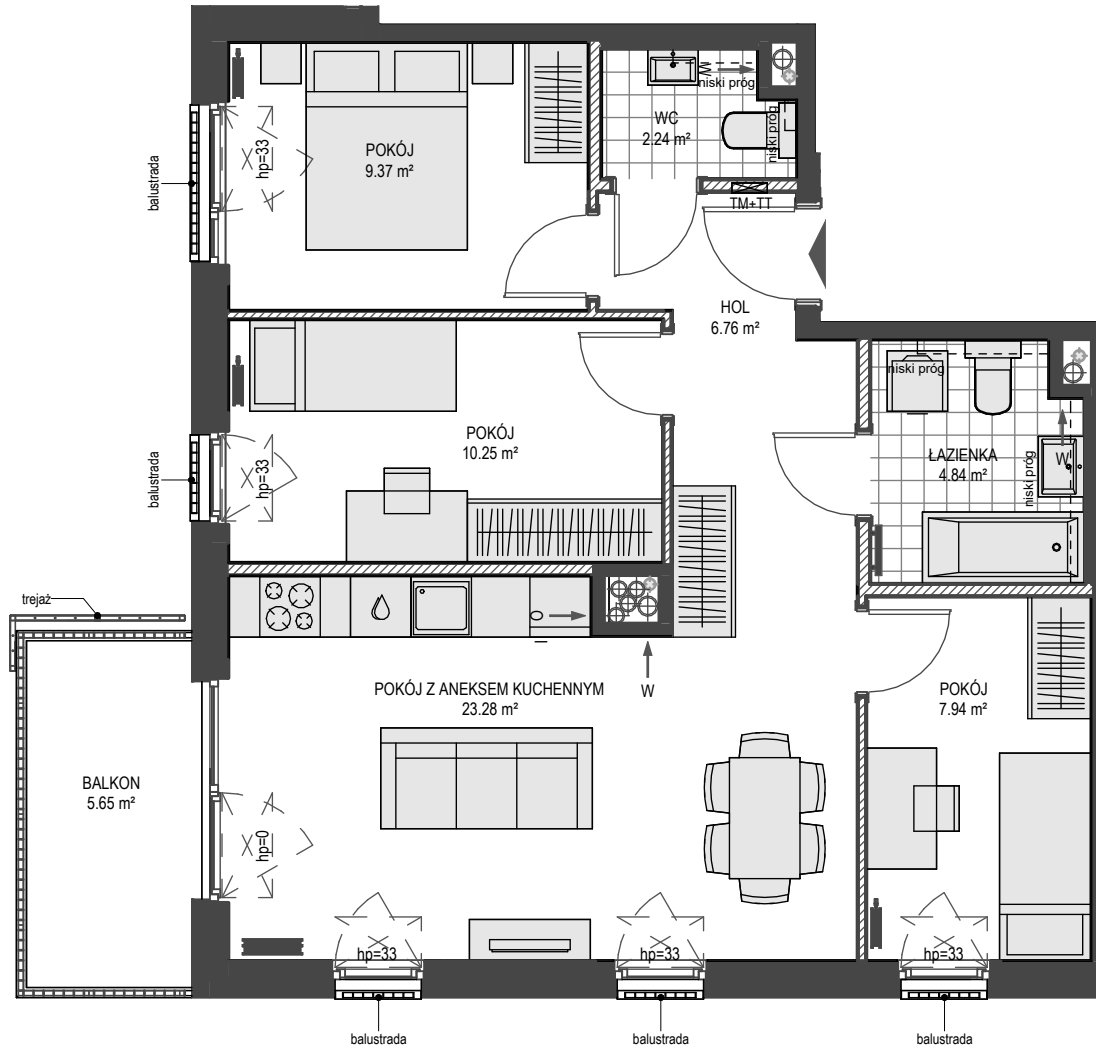 niski próg
W
WC
2.24 m²
niski próg
POKÓJ
9.37 m²
hp=33
balustrada
TM+TT
HOL
6.76 m²
niski próg
POKÓJ
10.25 m²
ŁAZIENKA
4.84 m²
W
niski próg
hp=33
balustrada
trejaż
POKÓJ Z ANEKSEM KUCHENNYM
23.28 m²
W
POKÓJ
7.94 m²
BALKON
5.65 m²
hp=0
hp=33
hp=33
hp=33
balustrada
balustrada
balustrada